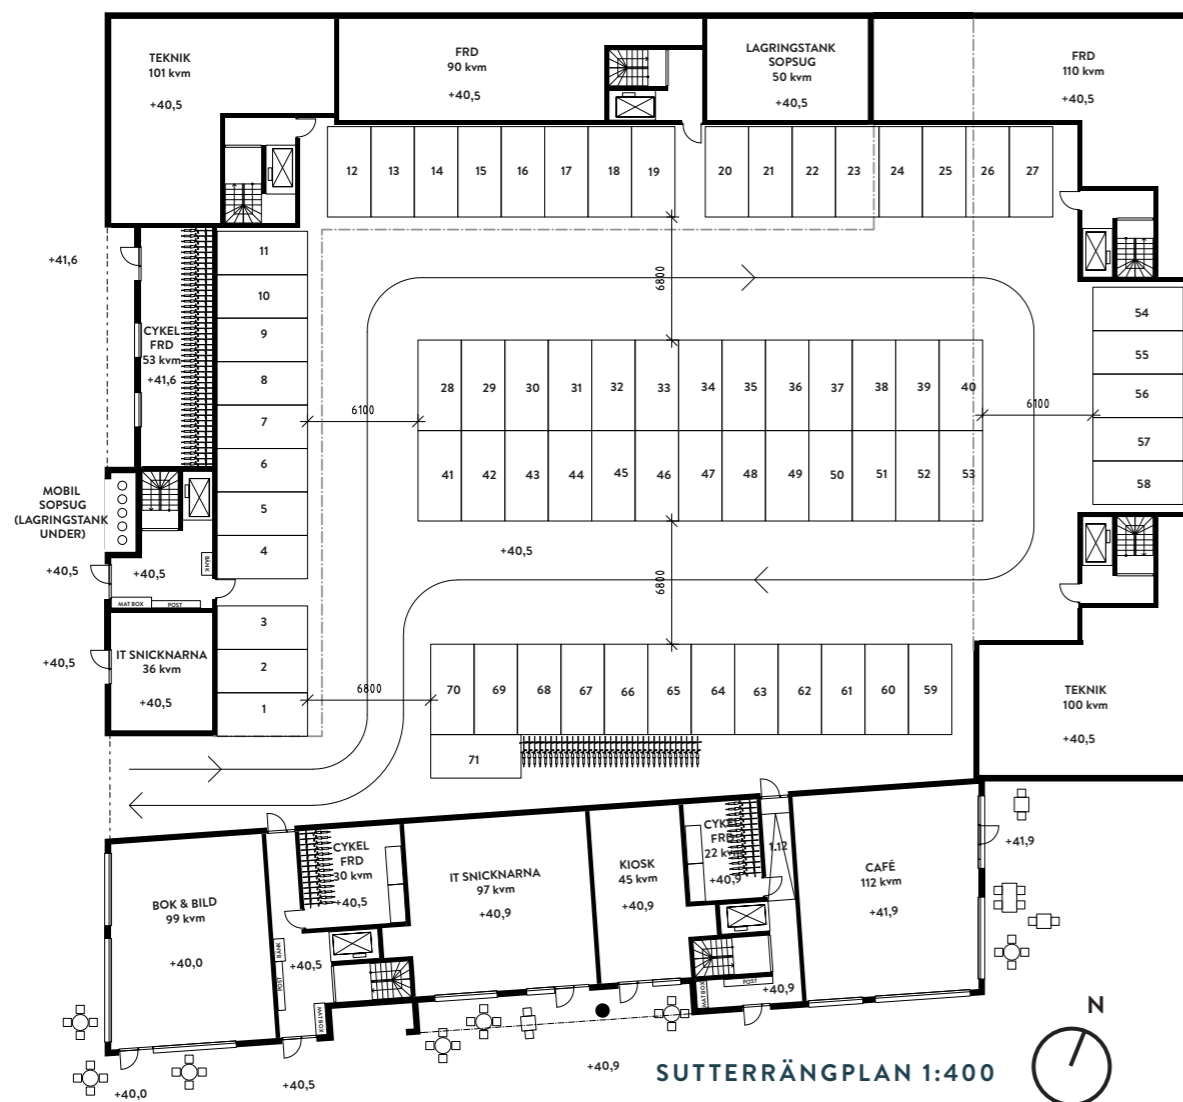 TEKNIK
101 kvm
+40,5
FRD
90 kvm
+40,5
LAGRINGSTANK
SOPSUG
50 kvm
+40,5
FRD
110 kvm
+40,5
12 13 14 15 16 17 18 19 20 21 22 23 24 25 26 27
+41,6
CYKEL
FRD
53 kvm
+41,6
11
10
9
8
7
6
5
4
3
2
1
6800
28 29 30 31 32 33 34 35 36 37 38 39 40
6100
6100
41 42 43 44 45 46 47 48 49 50 51 52 53
54
55
56
57
58
MOBIL
SOPSUG
(LAGRINGSTANK
UNDER)
+40,5
+40,5
BÄNK
MATBOX
POST
+40,5
6800
+40,5
IT SNICKNARNA
36 kvm
+40,5
6800
70 69 68 67 66 65 64 63 62 61 60 59
71
TEKNIK
100 kvm
+40,5
BOK & BILD
99 kvm
+40,0
CYKEL
FRD
30 kvm
+40,5
BÄNK
POST
+40,5
MATBOX
IT SNICKNARNA
97 kvm
+40,9
KIOSK
45 kvm
+40,9
CYKEL
FRD
22 kvm
+40,9
1.12
CAFÉ
112 kvm
+41,9
+41,9
MATBOX
POST
+40,9
+40,0
+40,5
+40,9
N
SUTTERRÄNGPLAN 1:400